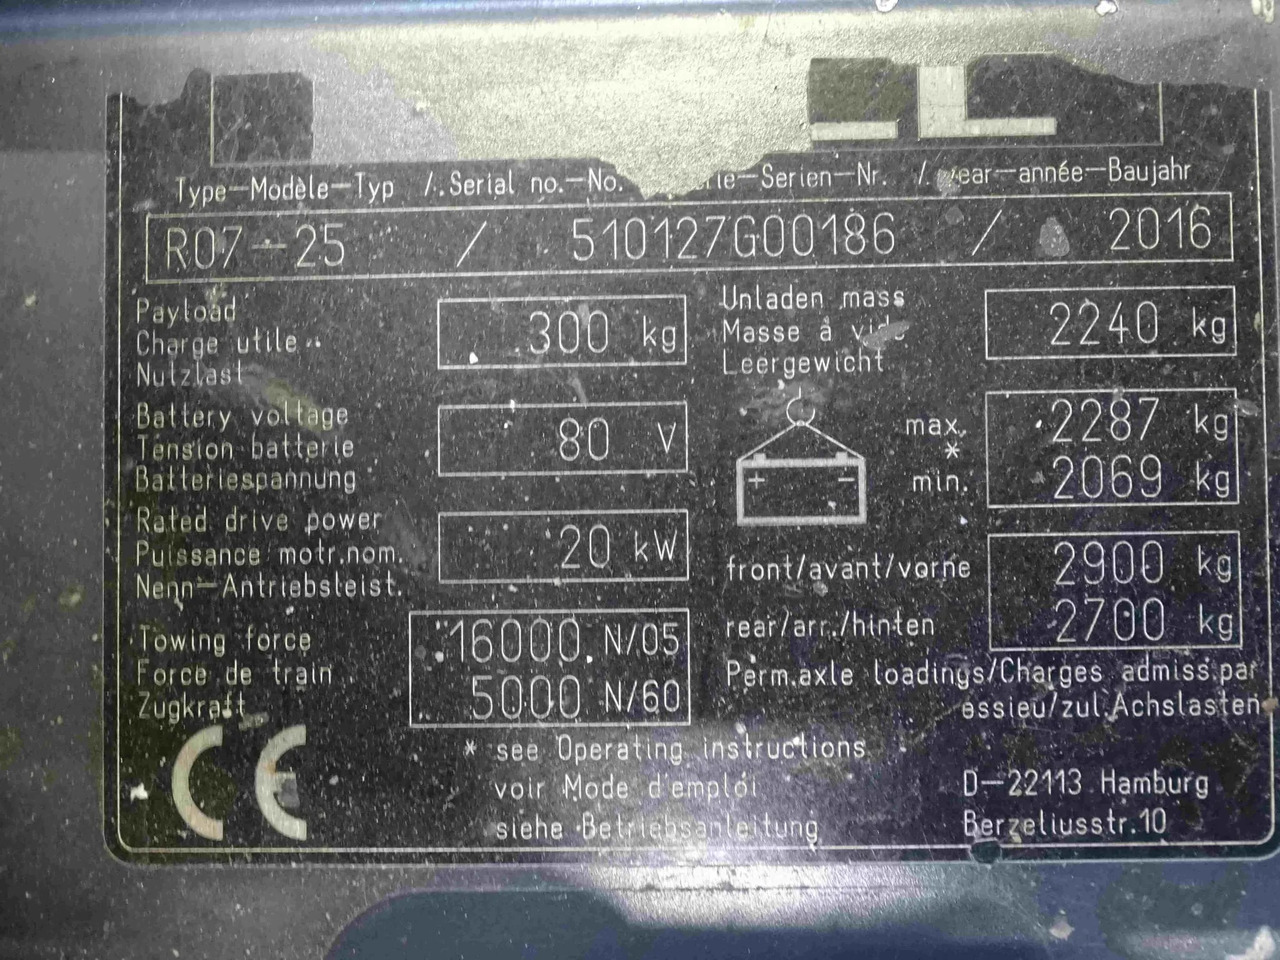 Type–Modèle–Typ /. Serial no.–No. –Serien–Nr. /. –année–Baujahr
R07–25 / 510127G00186 / 2016
Payload
Charge utile
Nutzlast
300 kg
Unladen mass
Masse à vide
Leergewicht
2240 kg
Battery voltage
Tension batterie
Batteriespannung
80 V
max. 2287 kg
*
min. 2069 kg
+ –
Rated drive power
Puissance motr.nom.
Nenn–Antriebsleist.
20 kW
front/avant/vorne 2900 kg
rear/arr./hinten 2700 kg
Towing force
Force de train
Zugkraft
16000 N/05
5000 N/60
Perm.axle loadings/Charges admiss.par
essieu/zul.Achslasten
CE
* see Operating instructions
voir Mode d'emploi
siehe Betriebsanleitung
D–22113 Hamburg
Berzeliusstr.10